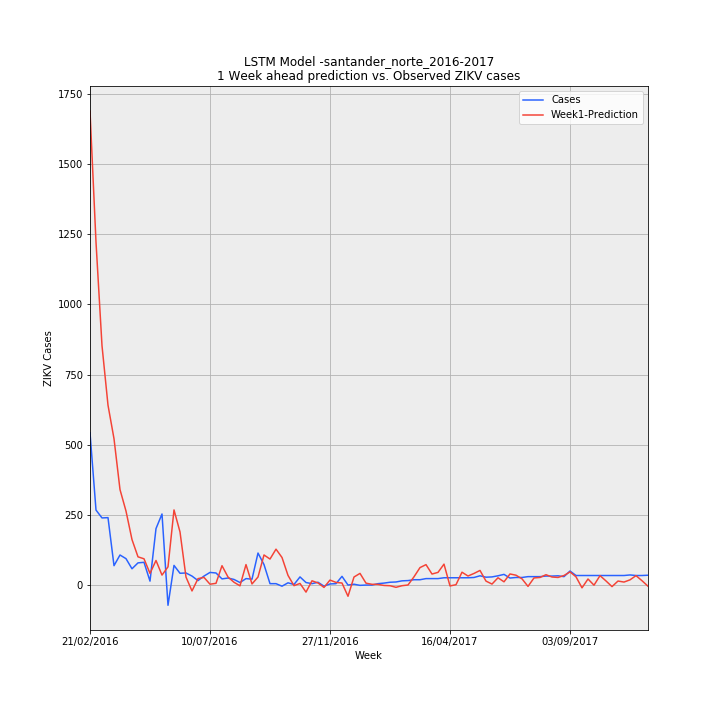 LSTM Model -santander_norte_2016-2017
1 Week ahead prediction vs. Observed ZIKV cases
Cases
Week1-Prediction
1750
1500
1250
1000
750
500
250
0
ZIKV Cases
21/02/2016
10/07/2016
27/11/2016
16/04/2017
03/09/2017
Week